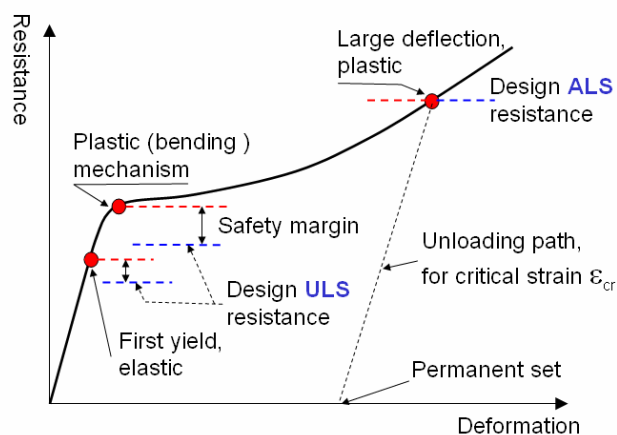 Resistance
Large deflection,
plastic
Design ALS
resistance
Plastic (bending )
mechanism
Safety margin
Unloading path,
for critical strain εcr
Design ULS
resistance
First yield,
elastic
Permanent set
Deformation